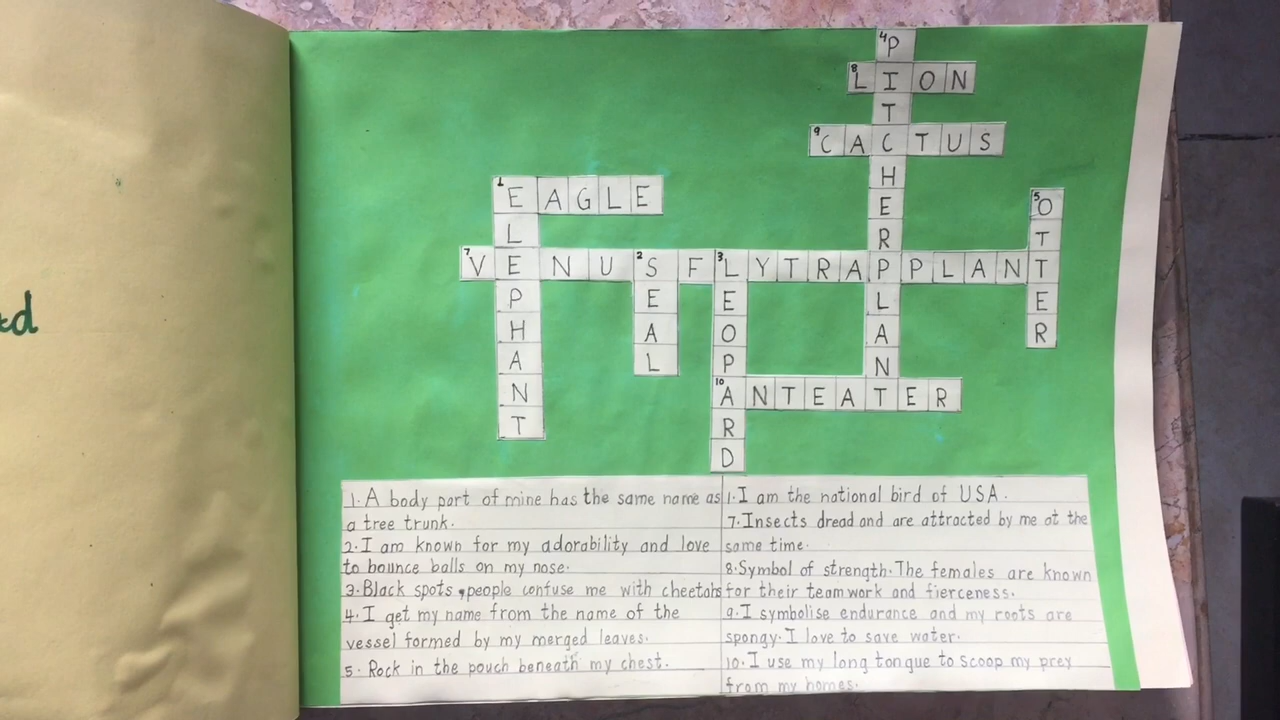 ed
4P
8LION
T
9CACTUS
H
1EAGLE
E
5O
L
R
T
7VENU2SF3LYTRAPPLANT
P
E
E
L
E
H
A
O
A
R
A
L
P
N
N
10ANTEATER
T
R
D
1. A body part of mine has the same name as
a tree trunk.
2. I am known for my adorability and love
to bounce balls on my nose.
3. Black spots, people confuse me with cheetahs
4. I get my name from the name of the
vessel formed by my merged leaves.
5. Rock in the pouch beneath my chest.
1. I am the national bird of USA.
7. Insects dread and are attracted by me at the
same time.
8. Symbol of strength. The females are known
for their teamwork and fierceness.
9. I symbolise endurance and my roots are
spongy. I love to save water.
10. I use my long tongue to scoop my prey
from my homes.